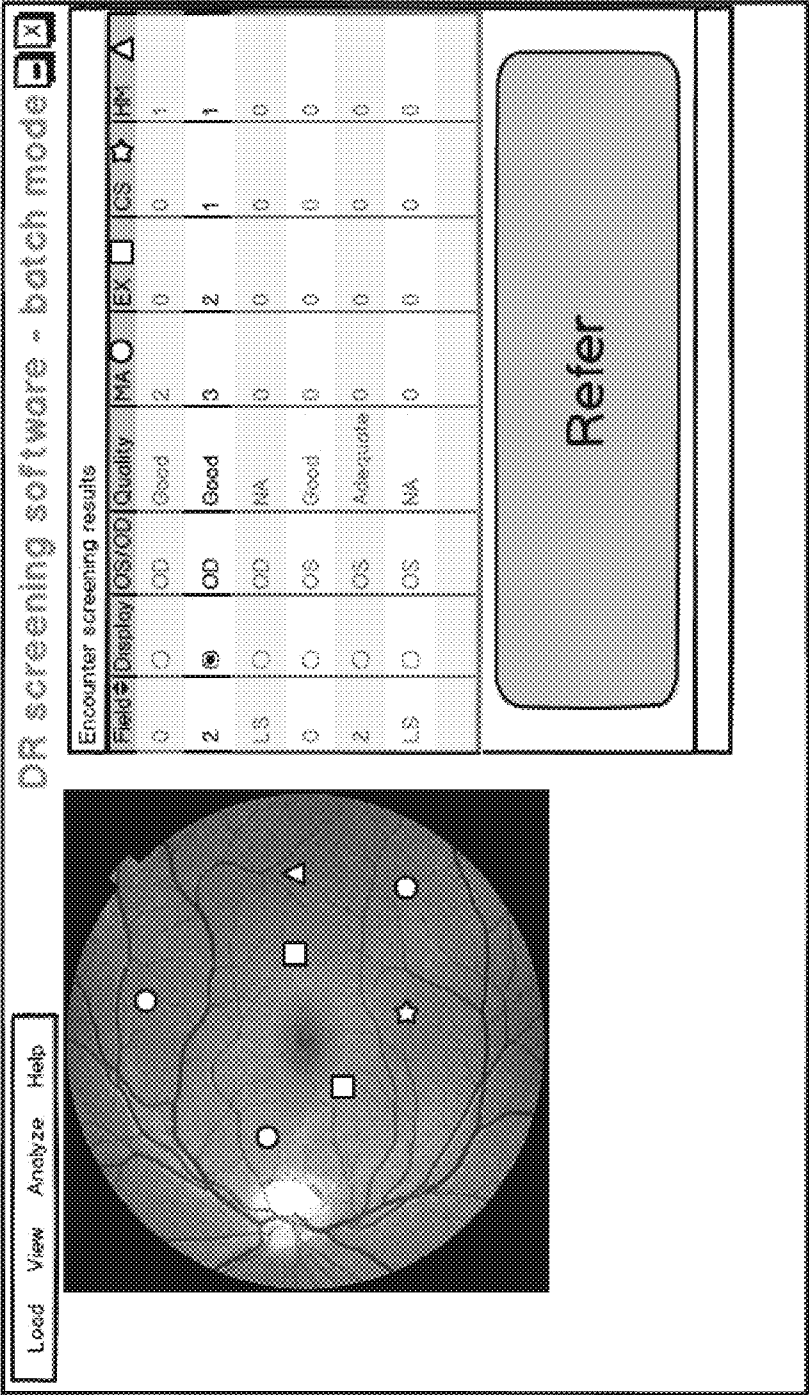 DR screening software - batch mode
Load View Analyze Help
Encounter screening results
Field Display OS/OD Quality MA EX CS HM
0 OD Good 2 0 0 1
2 OD Good 3 2 1 1
LS OD NA 0 0 0 0
0 OS Good 0 0 0 0
2 OS Adequate 0 0 0 0
LS OS NA 0 0 0 0
Refer